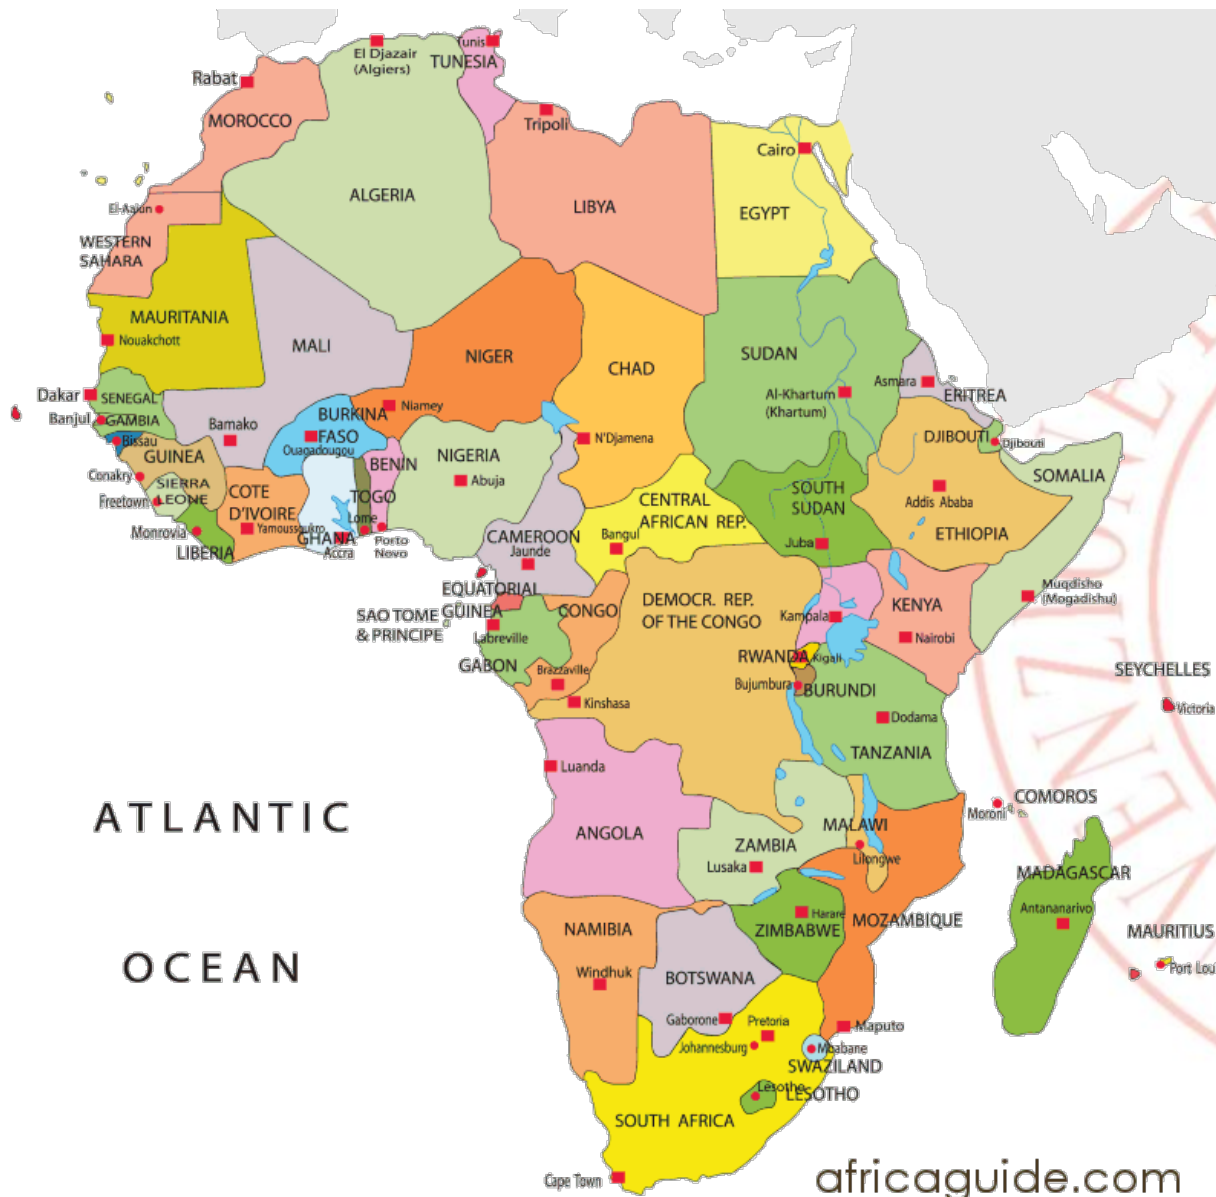 Tunis
El Djazair
(Algiers)
TUNESIA
Rabat
MOROCCO
Tripoli
Cairo
ALGERIA
LIBYA
EGYPT
El-Aaiun
WESTERN
SAHARA
MAURITANIA
Nouakchott
MALI
NIGER
CHAD
SUDAN
Al-Khartum
(Khartum)
Asmara
ERITREA
Dakar
SENEGAL
Banjul
GAMBIA
Bissau
GUINEA
Bamako
BURKINA
FASO
Ouagadougou
Niamey
N'Djamena
DJIBOUTI
Djibouti
SOMALIA
Conakry
SIERRA
LEONE
Freetown
COTE
D'IVOIRE
Yamoussoukro
Monrovia
LIBERIA
GHANA
Accra
TOGO
Lome
BENIN
Porto
Novo
NIGERIA
Abuja
CENTRAL
AFRICAN REP.
Bangui
SOUTH
SUDAN
Juba
Addis Ababa
ETHIOPIA
CAMEROON
Jaunde
EQUATORIAL
GUINEA
SAO TOME
& PRINCIPE
Labreville
GABON
CONGO
Brazzaville
Kinshasa
DEMOCR. REP.
OF THE CONGO
Kampala
KENYA
Nairobi
Muqdisho
(Mogadishu)
RWANDA
Kigali
Bujumbura
BURUNDI
Dodama
TANZANIA
SEYCHELLES
Victoria
Luanda
ANGOLA
ZAMBIA
Lusaka
MALAWI
Lilongwe
COMOROS
Moroni
ATLANTIC
OCEAN
MADAGASCAR
Antananarivo
MAURITIUS
Port Lou
NAMIBIA
Windhuk
BOTSWANA
Gaborone
ZIMBABWE
Harare
MOZAMBIQUE
Maputo
Pretoria
Johannesburg
Mbabane
SWAZILAND
Lesotho
LESOTHO
SOUTH AFRICA
Cape Town
africaguide.com